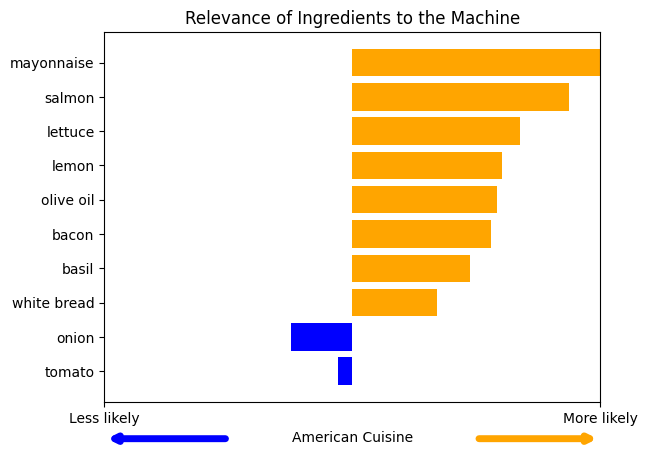 Relevance of Ingredients to the Machine
mayonnaise
salmon
lettuce
lemon
olive oil
bacon
basil
white bread
onion
tomato
Less likely
More likely
American Cuisine